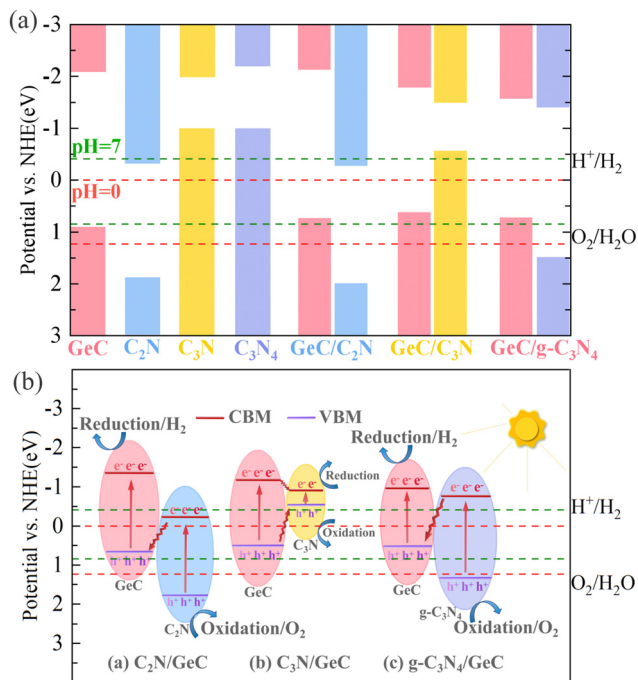 (a)
-3
-2
-1
0
1
2
3
Potential vs. NHE(eV)
pH=7
pH=0
H⁺/H₂
O₂/H₂O
GeC C₂N C₃N C₃N₄ GeC/C₂N GeC/C₃N GeC/g-C₃N₄
(b)
-3
-2
-1
0
1
2
3
Potential vs. NHE(eV)
Reduction/H₂
CBM
VBM
e⁻ e⁻ e⁻
h⁺ h⁺ h⁺
GeC
e⁻ e⁻ e⁻
h⁺ h⁺ h⁺
C₂N
Oxidation/O₂
(a) C₂N/GeC
e⁻ e⁻ e⁻
h⁺ h⁺ h⁺
GeC
Reduction
e⁻ e⁻
h⁺ h⁺
C₃N
Oxidation
(b) C₃N/GeC
Reduction/H₂
e⁻ e⁻ e⁻
h⁺ h⁺ h⁺
GeC
e⁻ e⁻ e⁻
h⁺ h⁺ h⁺
g-C₃N₄
Oxidation/O₂
(c) g-C₃N₄/GeC
H⁺/H₂
O₂/H₂O